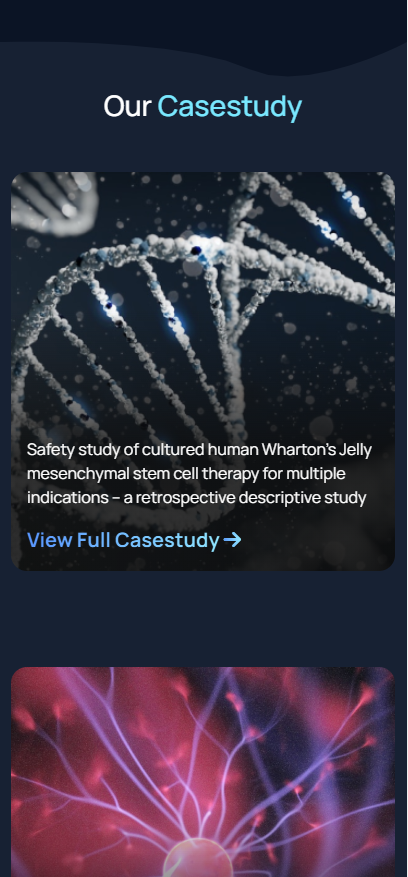 Our Casestudy
Safety study of cultured human Wharton's Jelly
mesenchymal stem cell therapy for multiple
indications – a retrospective descriptive study
View Full Casestudy →